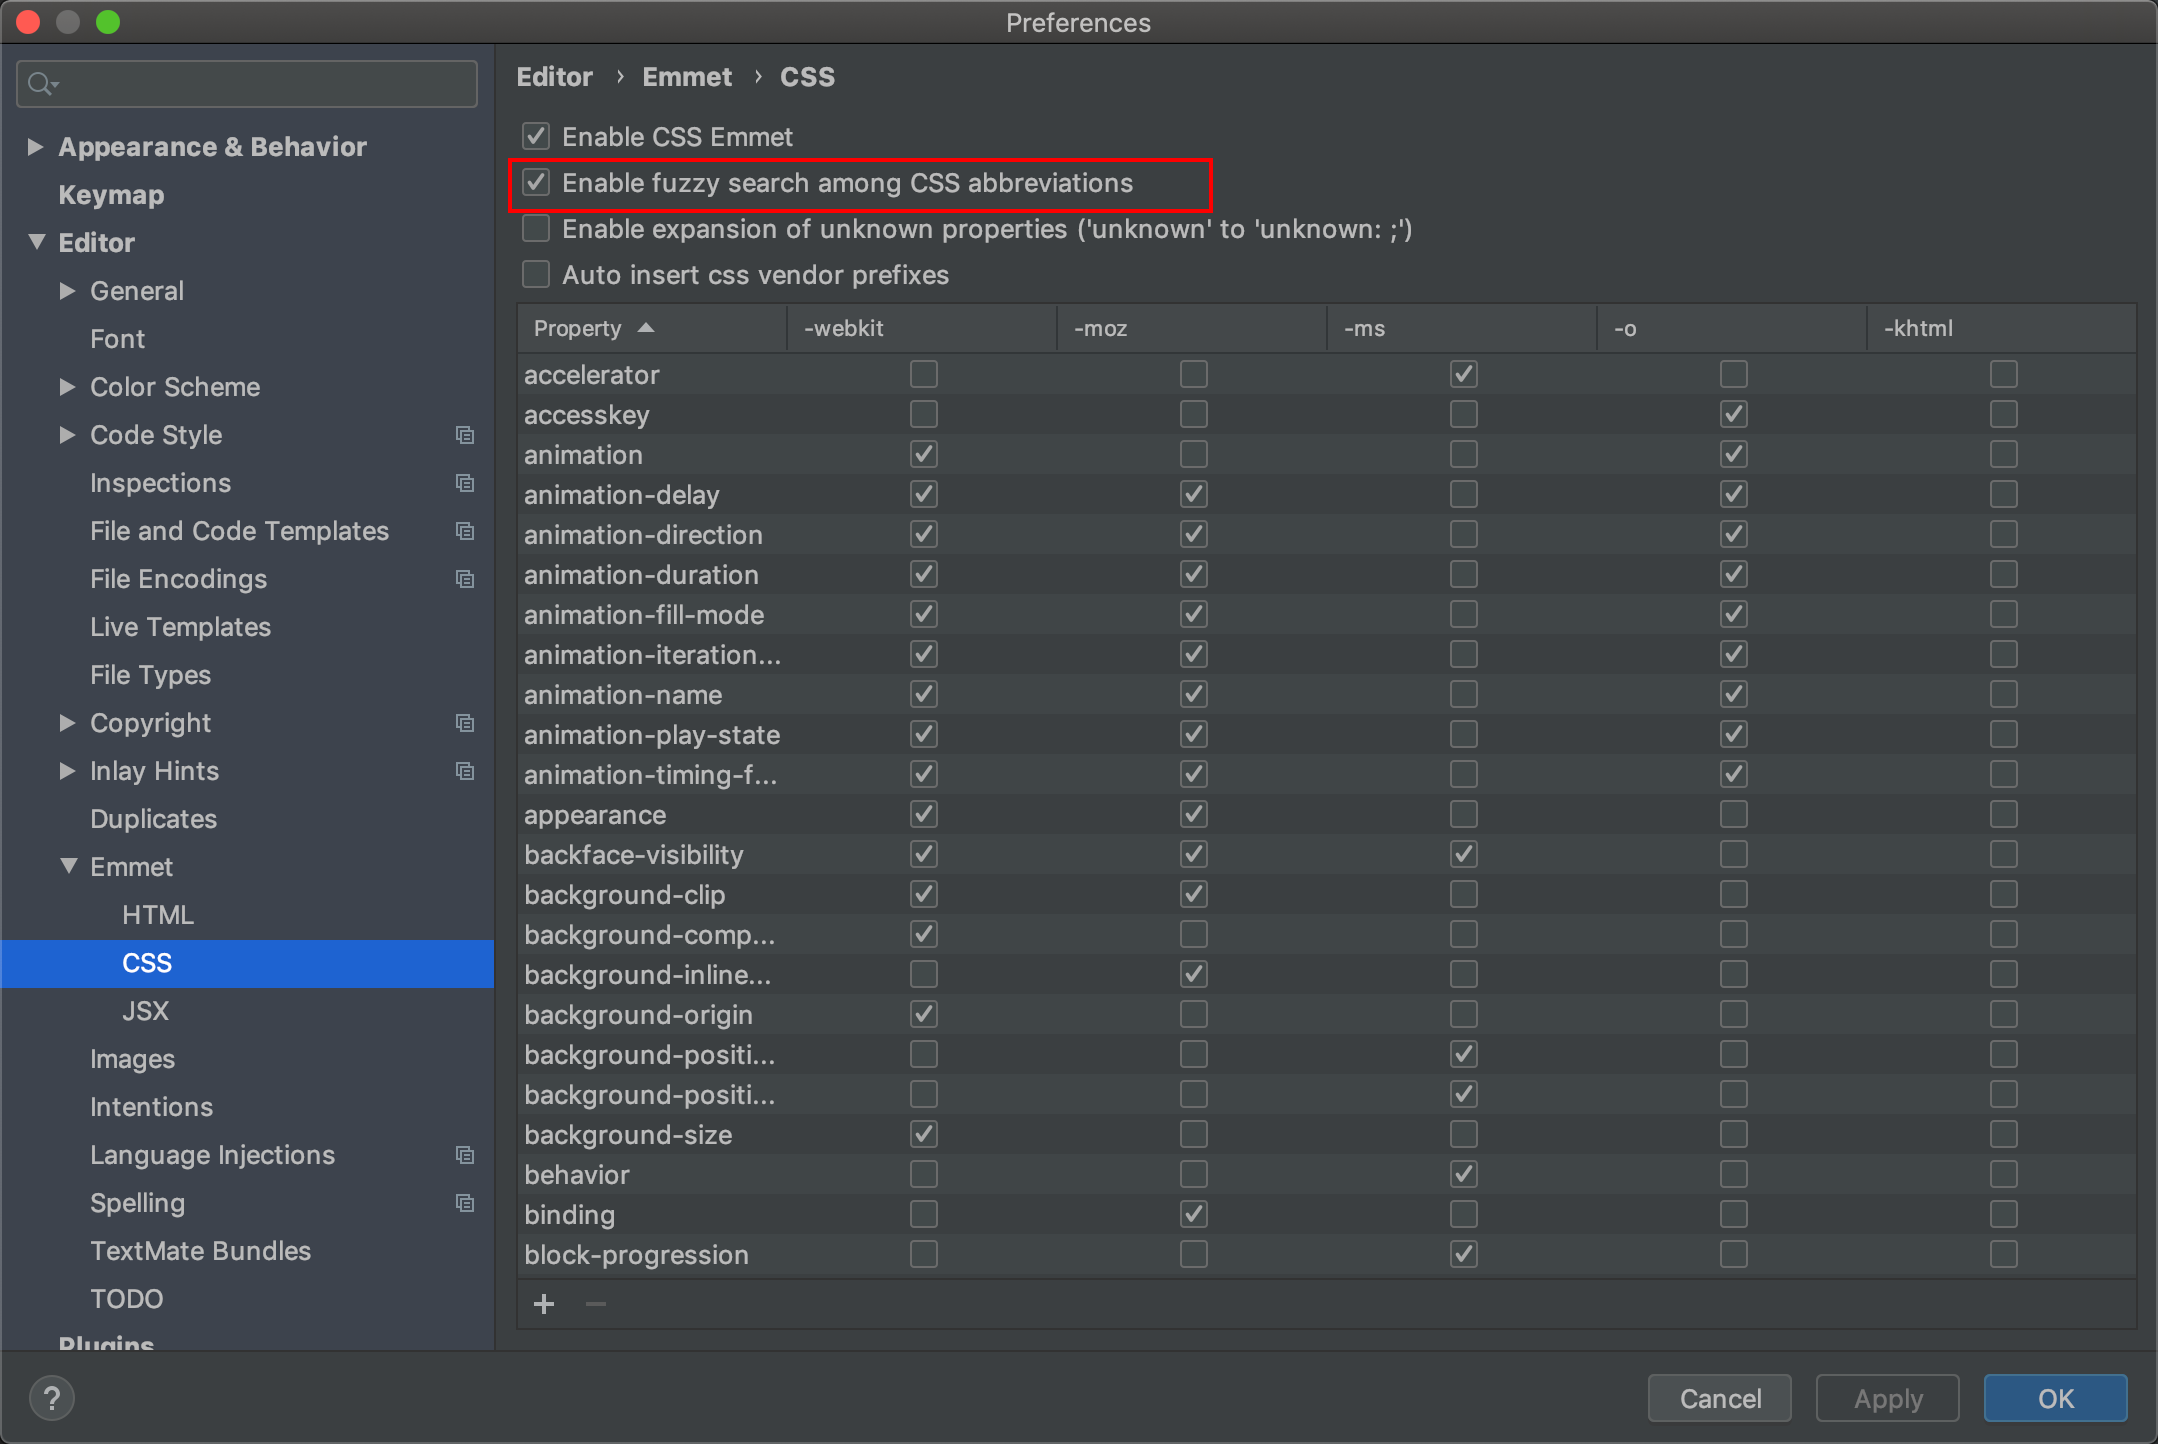 Preferences
Appearance & Behavior
Keymap
Editor
General
Font
Color Scheme
Code Style
Inspections
File and Code Templates
File Encodings
Live Templates
File Types
Copyright
Inlay Hints
Duplicates
Emmet
HTML
CSS
JSX
Images
Intentions
Language Injections
Spelling
TextMate Bundles
TODO
Plugins
Editor › Emmet › CSS
Enable CSS Emmet
Enable fuzzy search among CSS abbreviations
Enable expansion of unknown properties ('unknown' to 'unknown: ;')
Auto insert css vendor prefixes
Property -webkit -moz -ms -o -khtml
accelerator
accesskey
animation
animation-delay
animation-direction
animation-duration
animation-fill-mode
animation-iteration...
animation-name
animation-play-state
animation-timing-f...
appearance
backface-visibility
background-clip
background-comp...
background-inline...
background-origin
background-positi...
background-positi...
background-size
behavior
binding
block-progression
? Cancel Apply OK